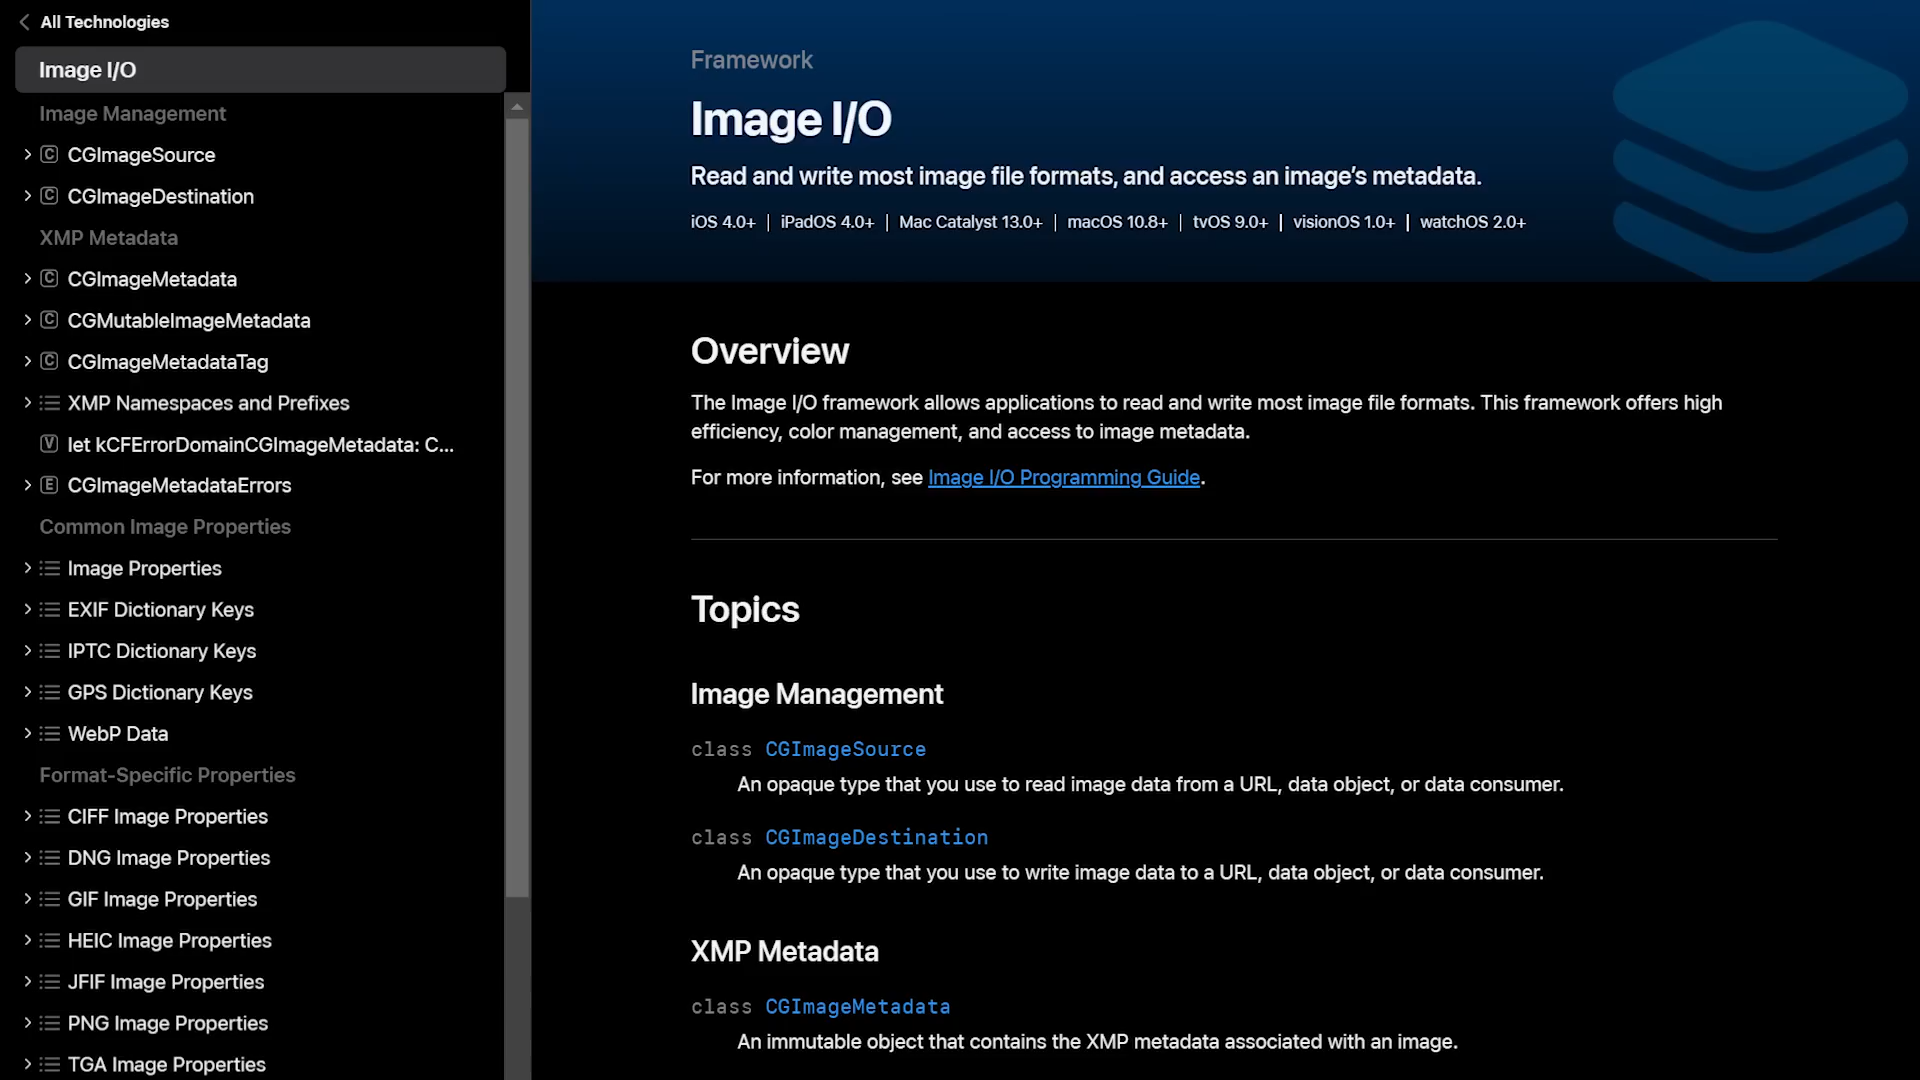 All Technologies
Image I/O
Image Management
C CGImageSource
C CGImageDestination
XMP Metadata
C CGImageMetadata
C CGMutableImageMetadata
C CGImageMetadataTag
XMP Namespaces and Prefixes
V let kCFErrorDomainCGImageMetadata: C...
E CGImageMetadataErrors
Common Image Properties
Image Properties
EXIF Dictionary Keys
IPTC Dictionary Keys
GPS Dictionary Keys
WebP Data
Format-Specific Properties
CIFF Image Properties
DNG Image Properties
GIF Image Properties
HEIC Image Properties
JFIF Image Properties
PNG Image Properties
TGA Image Properties
Framework
Image I/O
Read and write most image file formats, and access an image’s metadata.
iOS 4.0+ | iPadOS 4.0+ | Mac Catalyst 13.0+ | macOS 10.8+ | tvOS 9.0+ | visionOS 1.0+ | watchOS 2.0+
Overview
The Image I/O framework allows applications to read and write most image file formats. This framework offers high
efficiency, color management, and access to image metadata.
For more information, see Image I/O Programming Guide.
Topics
Image Management
class CGImageSource
An opaque type that you use to read image data from a URL, data object, or data consumer.
class CGImageDestination
An opaque type that you use to write image data to a URL, data object, or data consumer.
XMP Metadata
class CGImageMetadata
An immutable object that contains the XMP metadata associated with an image.